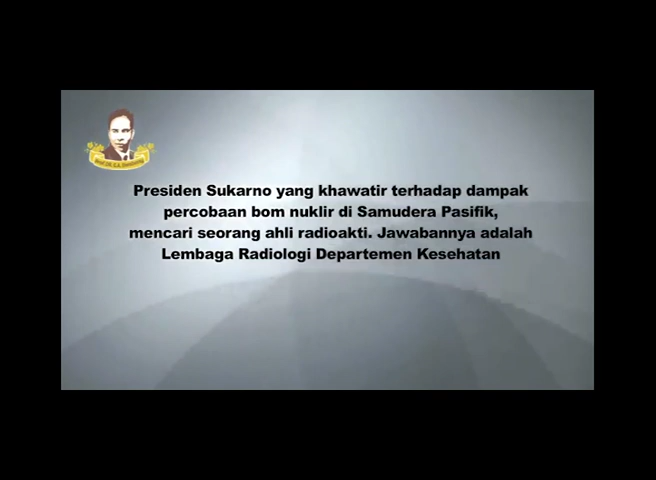 Presiden Sukarno yang khawatir terhadap dampak
percobaan bom nuklir di Samudera Pasifik,
mencari seorang ahli radioakti. Jawabannya adalah
Lembaga Radiologi Departemen Kesehatan